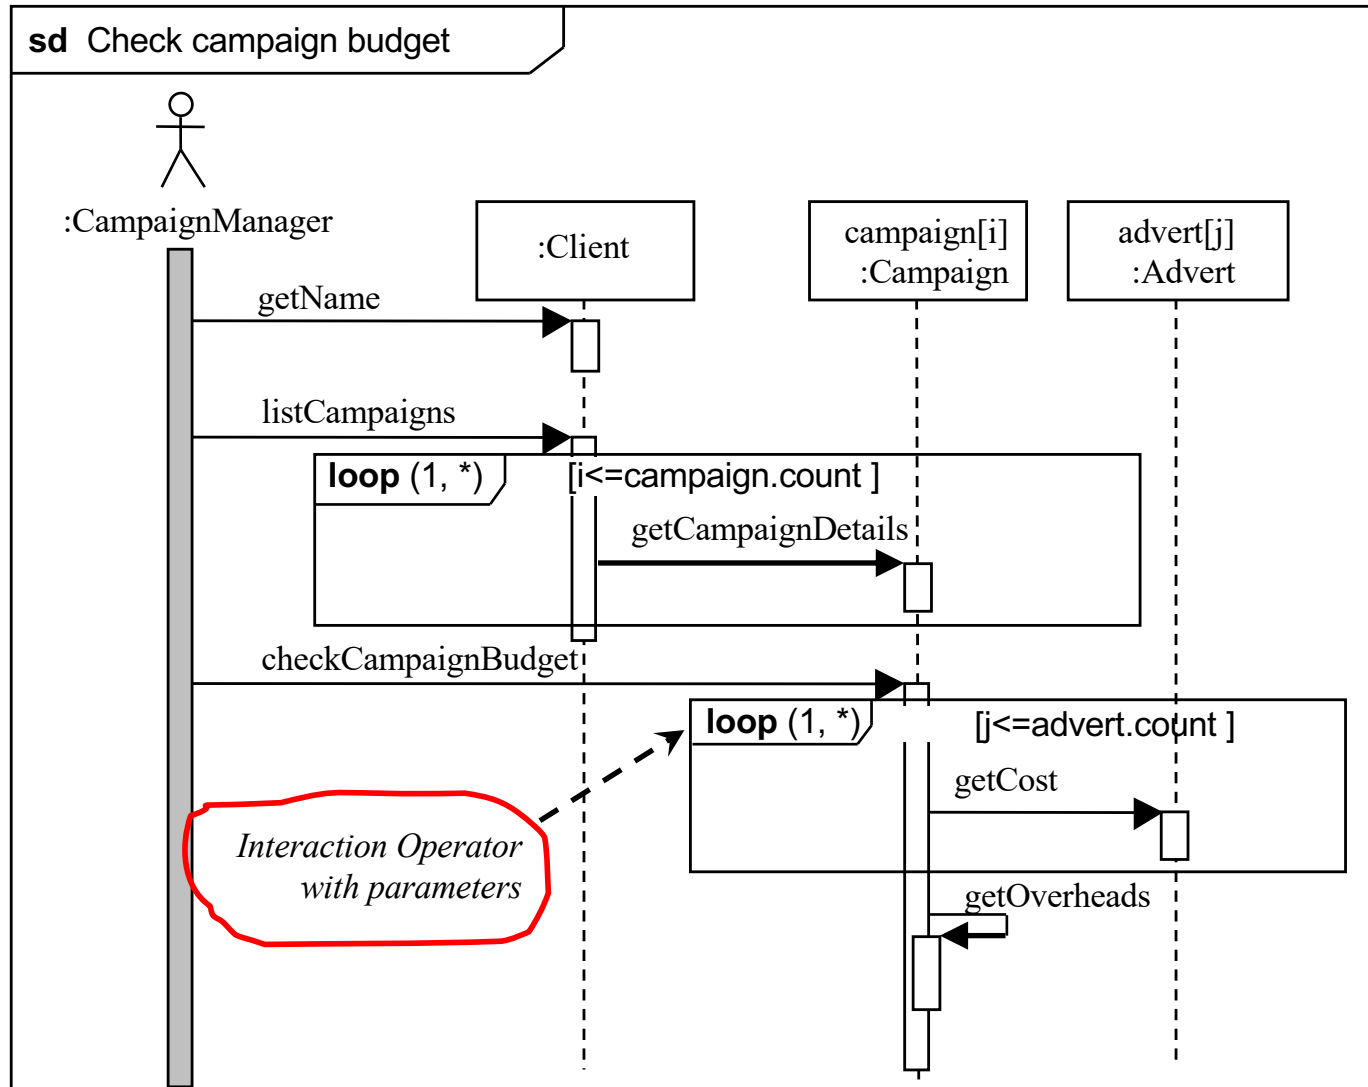 sd Check campaign budget
:CampaignManager
:Client
campaign[i]
:Campaign
advert[j]
:Advert
getName
listCampaigns
loop (1, *) [i<=campaign.count ]
getCampaignDetails
checkCampaignBudget
loop (1, *) [j<=advert.count ]
getCost
Interaction Operator
with parameters
getOverheads